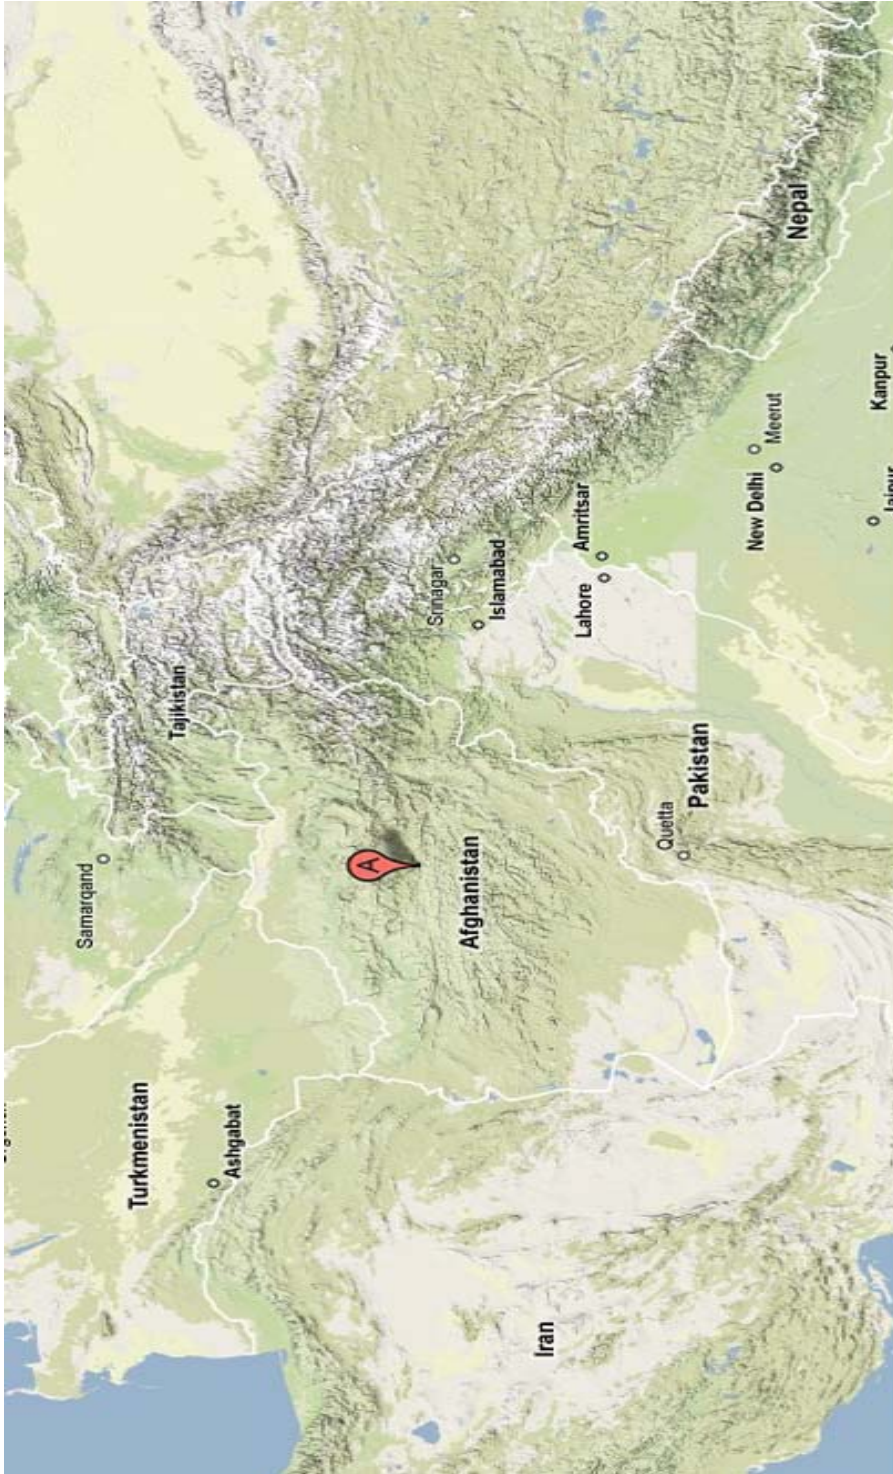 Samarqand
Tajikistan
Turkmenistan
Ashgabat
A
Srinagar
Islamabad
Afghanistan
Amritsar
Lahore
Iran
Quetta
Pakistan
Nepal
Meerut
New Delhi
Kanpur